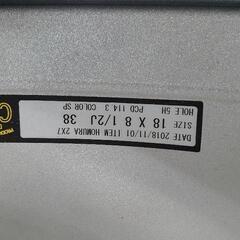 DATE 2018/11/01 ITEM HOMURA 2X7
SIZE 18 X 8 1/2J 38
HOLE 5H PCD 114.3 COLOR SP